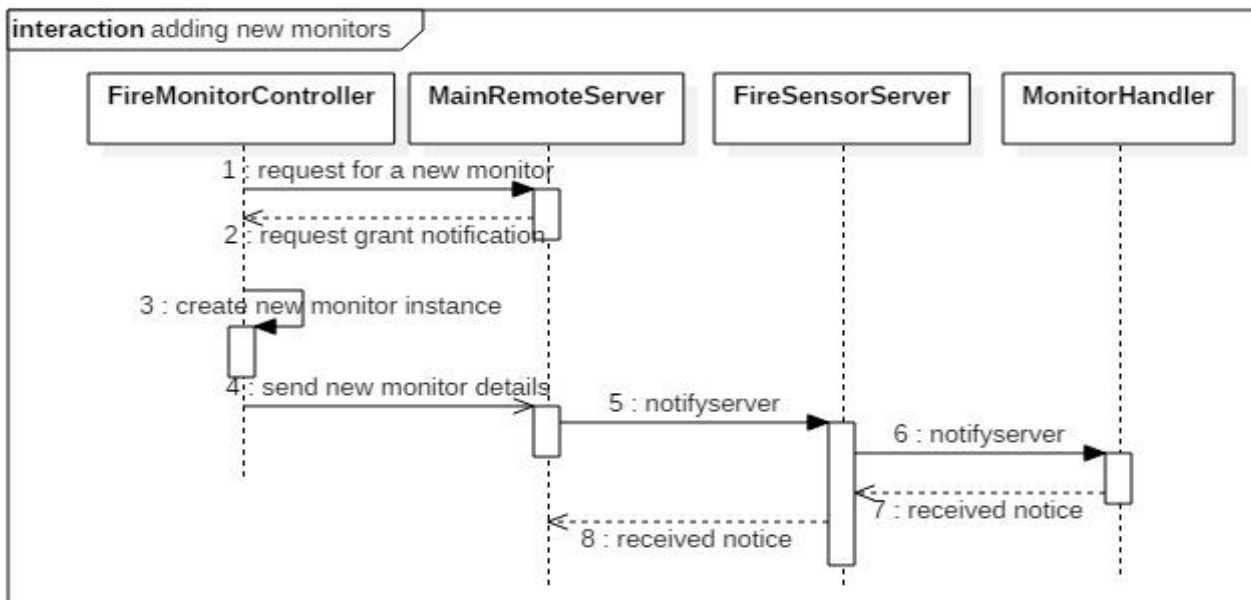 interaction adding new monitors
FireMonitorController
MainRemoteServer
FireSensorServer
MonitorHandler
1 : request for a new monitor
2 : request grant notification
3 : create new monitor instance
4 : send new monitor details
5 : notifyserver
6 : notifyserver
7 : received notice
8 : received notice